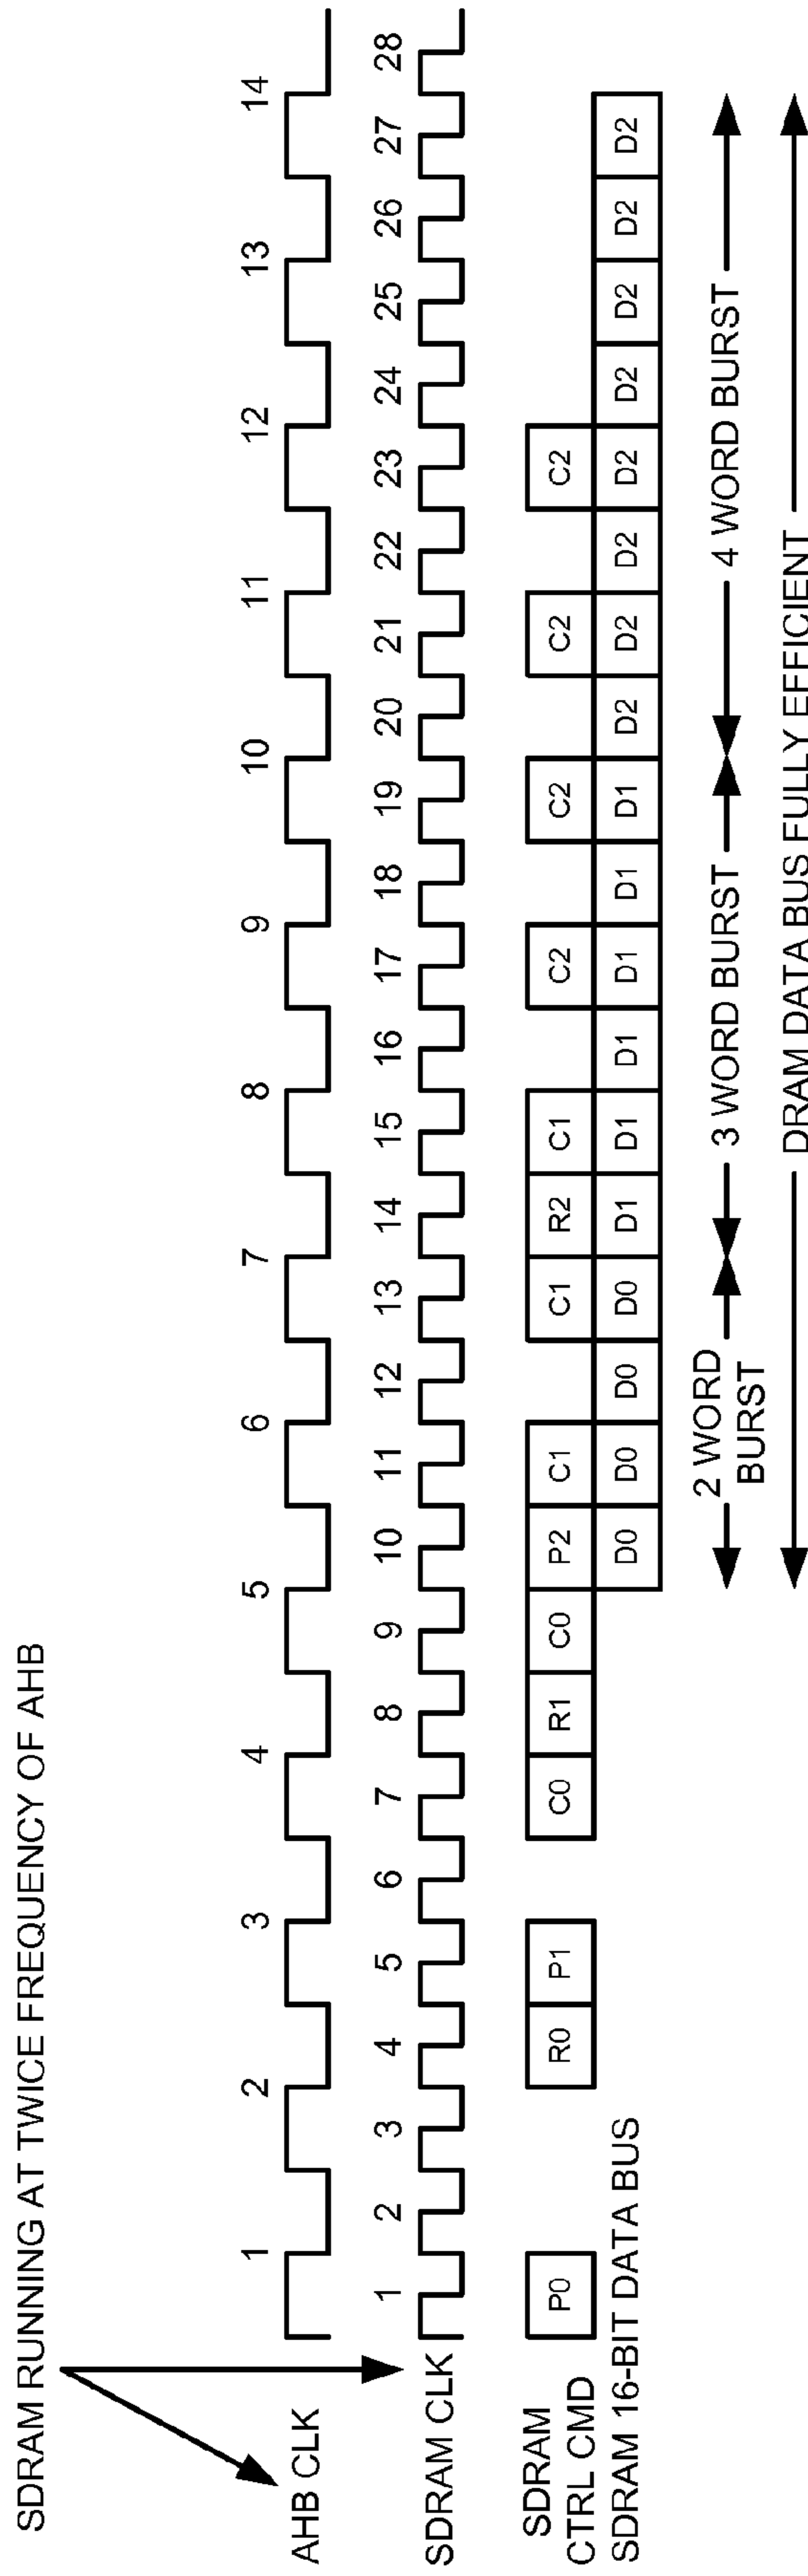 SDRAM RUNNING AT TWICE FREQUENCY OF AHB
AHB CLK
1 2 3 4 5 6 7 8 9 10 11 12 13 14
SDRAM CLK
1 2 3 4 5 6 7 8 9 10 11 12 13 14 15 16 17 18 19 20 21 22 23 24 25 26 27 28
SDRAM
CTRL CMD
P0 R0 P1 C0 R1 C0 P2 C1 C1 R2 C1 C2 C2 C2 C2
SDRAM 16-BIT DATA BUS
D0 D0 D0 D0 D1 D1 D1 D1 D1 D1 D2 D2 D2 D2 D2 D2 D2 D2
2 WORD
BURST
3 WORD BURST
4 WORD BURST
DRAM DATA BUS FULLY EFFICIENT